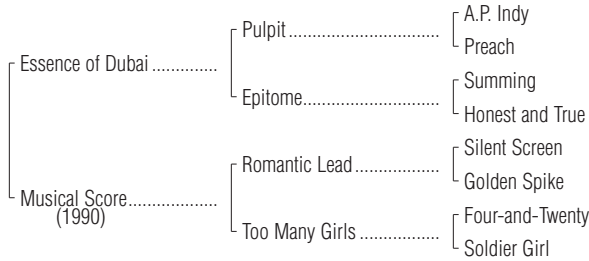 A.P. Indy
Pulpit
Preach
Essence of Dubai
Summing
Epitome
Honest and True
Silent Screen
Romantic Lead
Golden Spike
Musical Score
(1990)
Four-and-Twenty
Too Many Girls
Soldier Girl